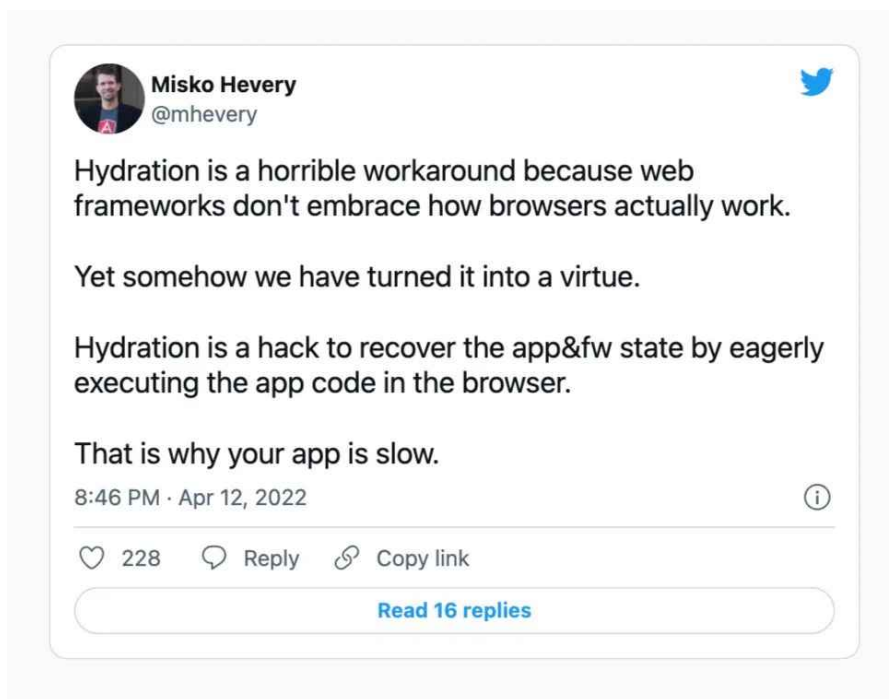 Misko Hevery
@mhevery
Hydration is a horrible workaround because web
frameworks don't embrace how browsers actually work.
Yet somehow we have turned it into a virtue.
Hydration is a hack to recover the app&fw state by eagerly
executing the app code in the browser.
That is why your app is slow.
8:46 PM · Apr 12, 2022
228 Reply Copy link
Read 16 replies